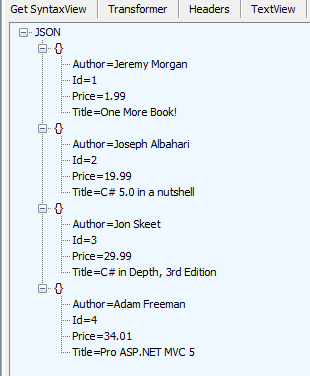 Get SyntaxView Transformer Headers TextView
JSON
{}
Author=Jeremy Morgan
Id=1
Price=1.99
Title=One More Book!
{}
Author=Joseph Albahari
Id=2
Price=19.99
Title=C# 5.0 in a nutshell
{}
Author=Jon Skeet
Id=3
Price=29.99
Title=C# in Depth, 3rd Edition
{}
Author=Adam Freeman
Id=4
Price=34.01
Title=Pro ASP.NET MVC 5